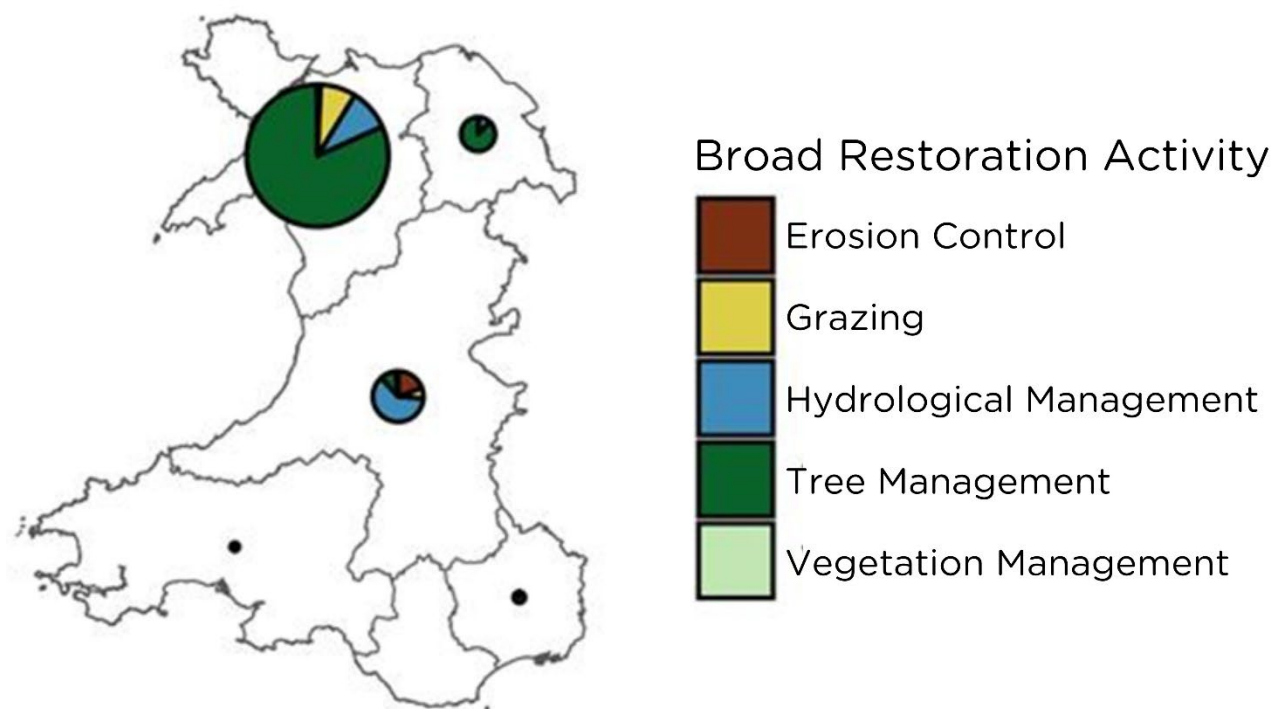 Broad Restoration Activity
Erosion Control
Grazing
Hydrological Management
Tree Management
Vegetation Management